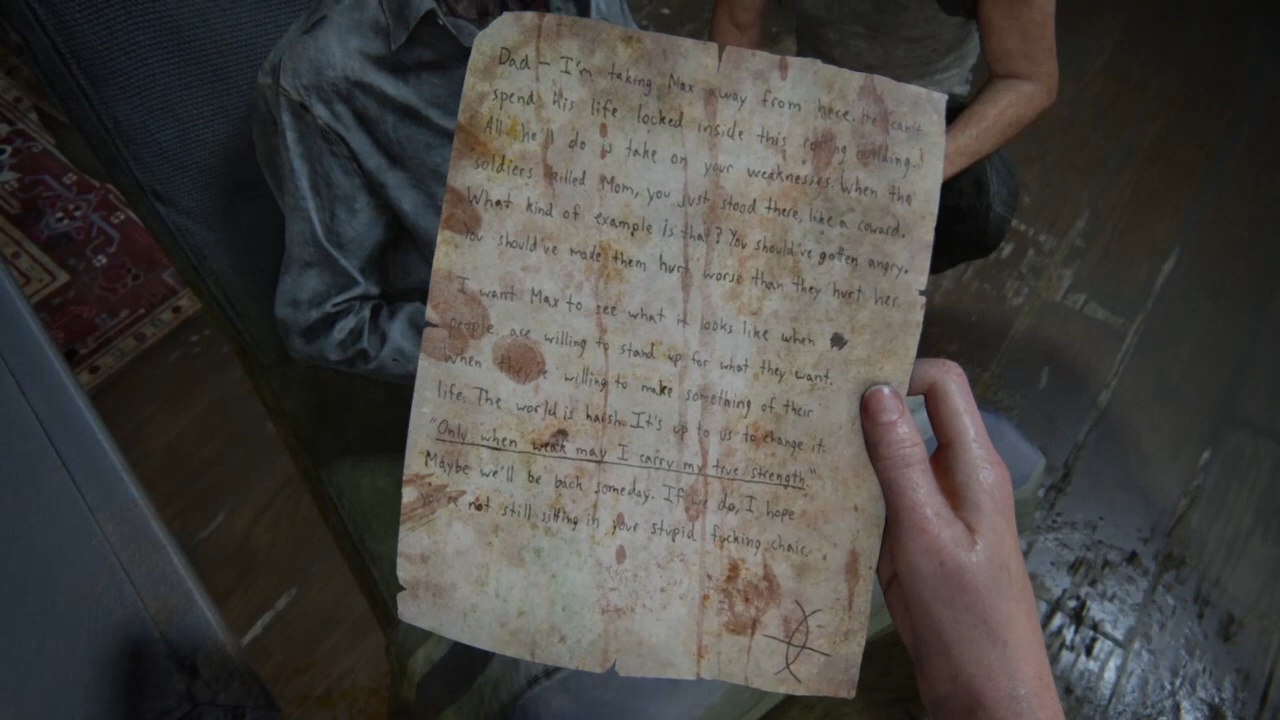 Dad – I'm taking Max away from here. He can't
spend his life locked inside this rotting building.
All he'll do is take on your weaknesses. When the
soldiers killed Mom, you just stood there, like a coward.
What kind of example is that? You should've gotten angry.
You should've made them hurt worse than they hurt her.
I want Max to see what it looks like when
people are willing to stand up for what they want.
When they're willing to make something of their
life. The world is harsh. It's up to us to change it.
"Only when weak may I carry my true strength."
Maybe we'll be back someday. If we do, I hope
you're not still sitting in your stupid fucking chair.